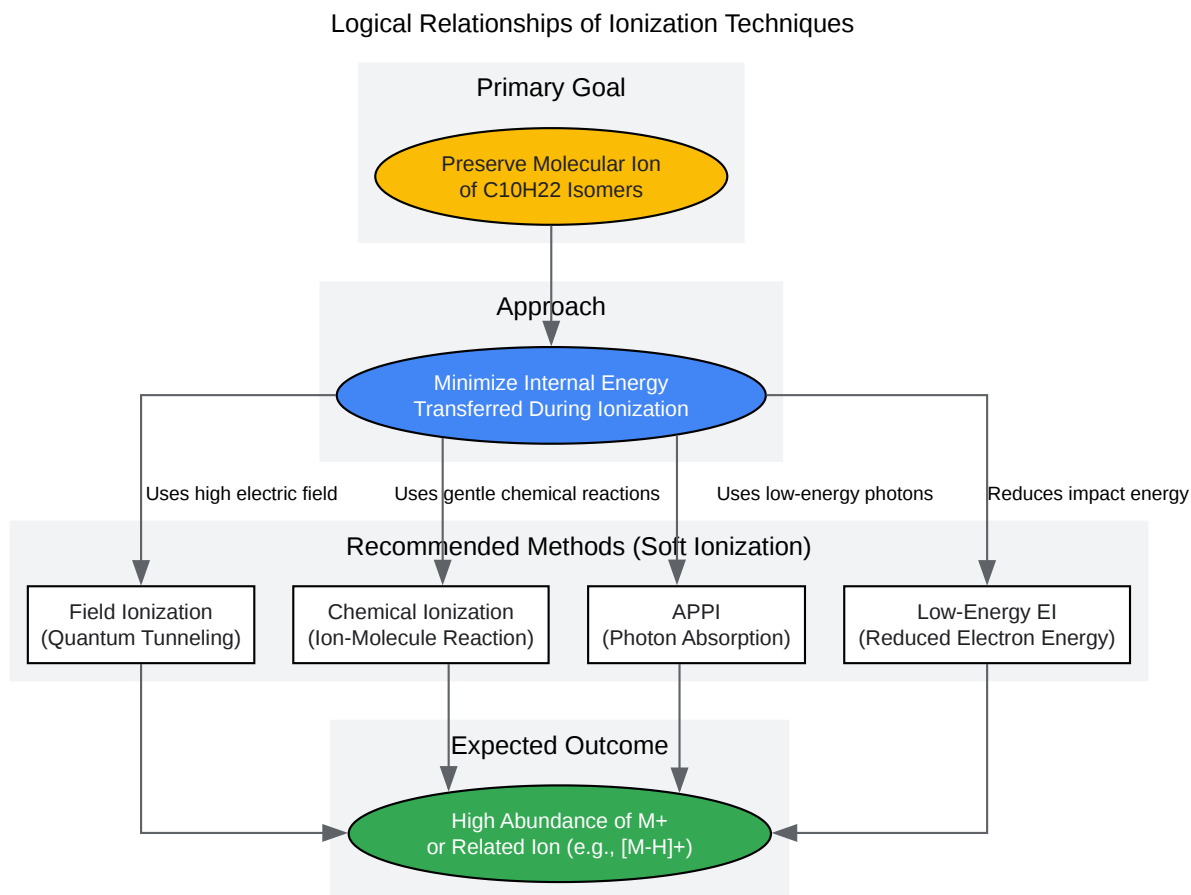 Logical Relationships of Ionization Techniques
Primary Goal
Preserve Molecular Ion
of C10H22 Isomers
Approach
Minimize Internal Energy
Transferred During Ionization
Uses high electric field
Uses gentle chemical reactions
Uses low-energy photons
Reduces impact energy
Recommended Methods (Soft Ionization)
Field Ionization
(Quantum Tunneling)
Chemical Ionization
(Ion-Molecule Reaction)
APPI
(Photon Absorption)
Low-Energy EI
(Reduced Electron Energy)
Expected Outcome
High Abundance of M+
or Related Ion (e.g., [M-H]+)